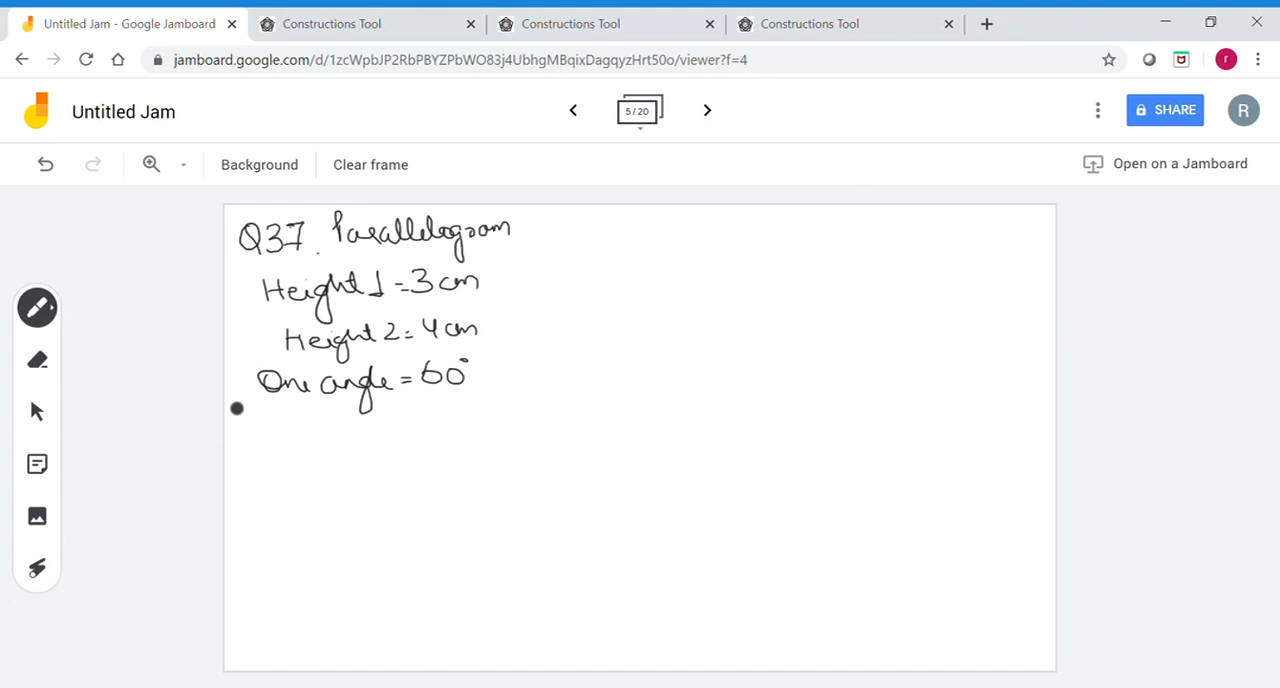 Untitled Jam - Google Jamboard
Constructions Tool
Constructions Tool
Constructions Tool
jamboard.google.com/d/1zcWpbJP2RbPBYZPbWO83j4UbhgMBqixDagqyzHrt50o/viewer?f=4
r
Untitled Jam
5 / 20
SHARE
R
Background
Clear frame
Open on a Jamboard
Q37. Parallelogram
Height 1 = 3 cm
Height 2 = 4 cm
One angle = 60°